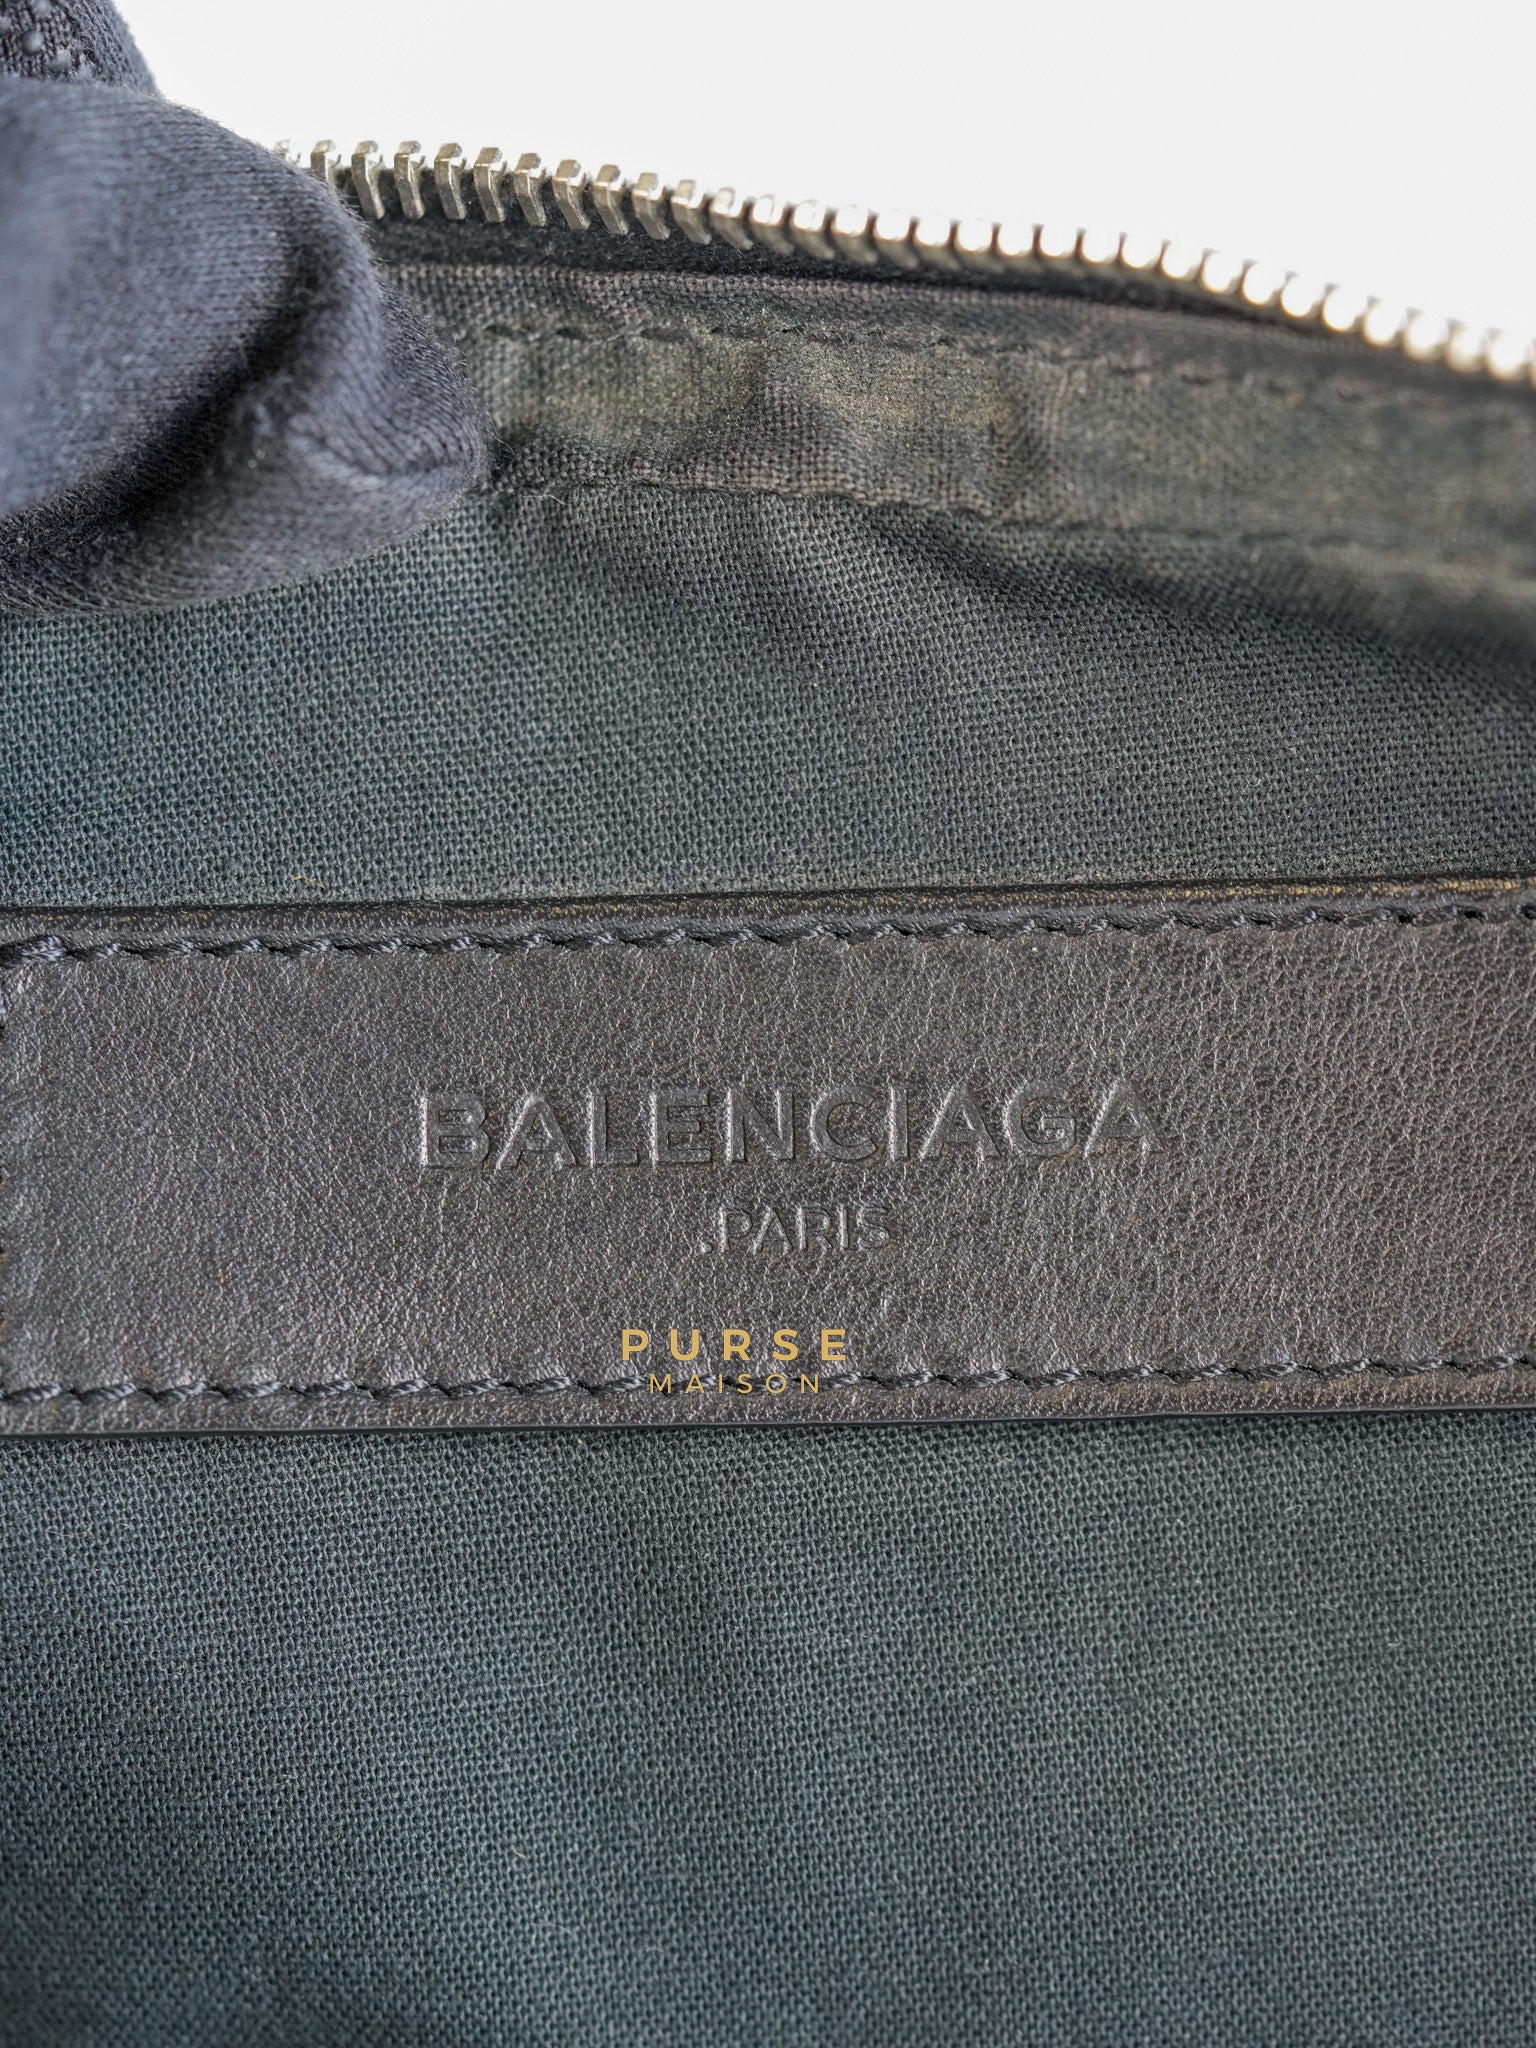 BALENCIAGA
.PARIS
PURSE
MAISON